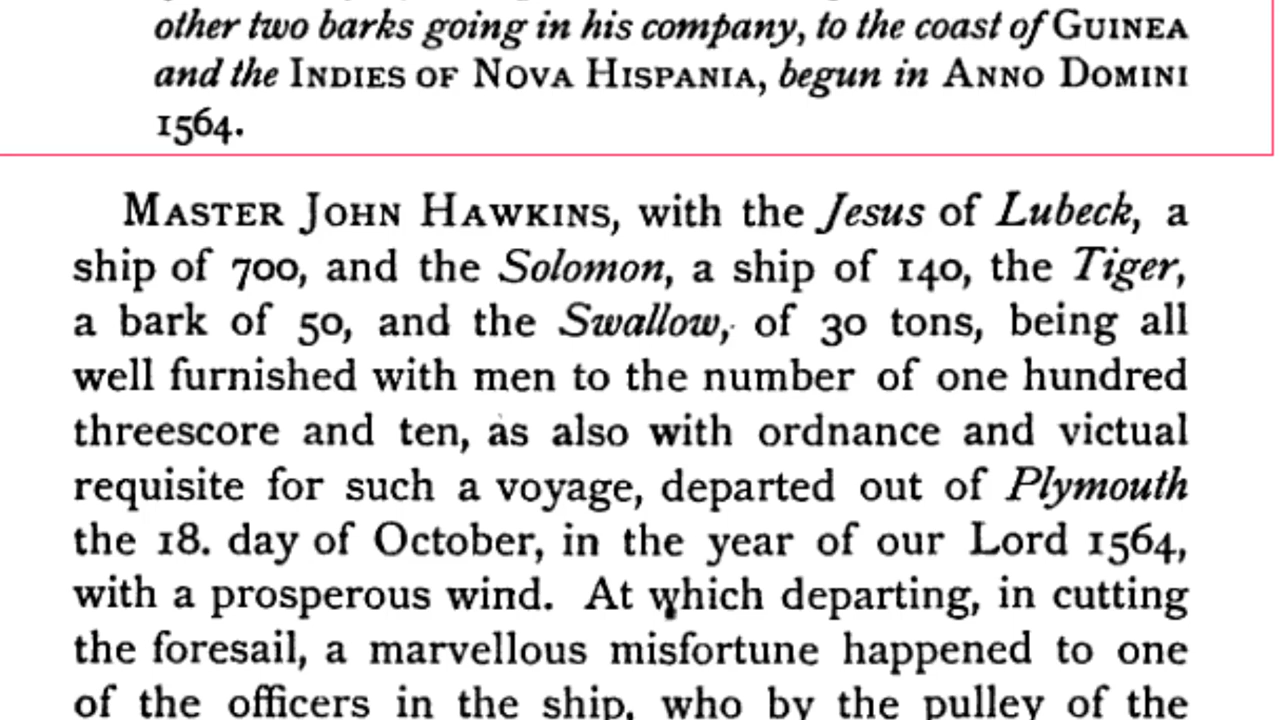 other two barks going in his company, to the coast of GUINEA
and the INDIES OF NOVA HISPANIA, begun in ANNO DOMINI
1564.
MASTER JOHN HAWKINS, with the Jesus of Lubeck, a
ship of 700, and the Solomon, a ship of 140, the Tiger,
a bark of 50, and the Swallow, of 30 tons, being all
well furnished with men to the number of one hundred
threescore and ten, as also with ordnance and victual
requisite for such a voyage, departed out of Plymouth
the 18. day of October, in the year of our Lord 1564,
with a prosperous wind. At which departing, in cutting
the foresail, a marvellous misfortune happened to one
of the officers in the ship, who by the pulley of the